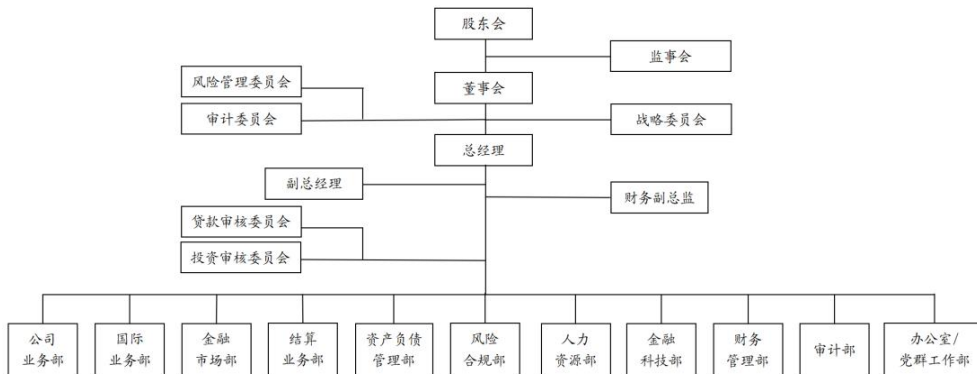 股东会
监事会
风险管理委员会
董事会
审计委员会
战略委员会
总经理
副总经理
财务副总监
贷款审核委员会
投资审核委员会
公司
业务部
国际
业务部
金融
市场部
结算
业务部
资产负债
管理部
风险
合规部
人力
资源部
金融
科技部
财务
管理部
审计部
办公室/
党群工作部